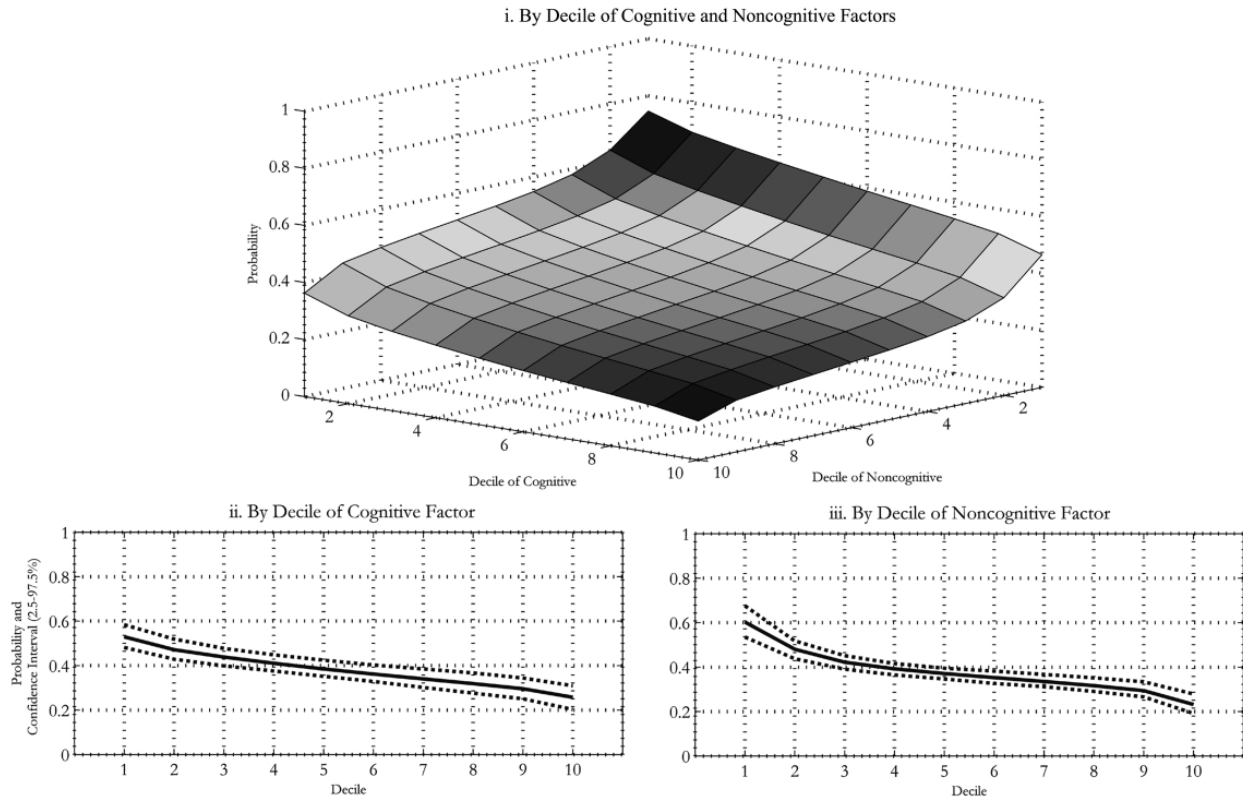 i. By Decile of Cognitive and Noncognitive Factors
1
0.8
0.6
0.4
0.2
0
Probability
2
4
6
8
10
Decile of Cognitive
10
8
6
4
2
Decile of Noncognitive
ii. By Decile of Cognitive Factor
Probability and
Confidence Interval (2.5-97.5%)
1
0.8
0.6
0.4
0.2
0
1 2 3 4 5 6 7 8 9 10
Decile
iii. By Decile of Noncognitive Factor
1
0.8
0.6
0.4
0.2
0
1 2 3 4 5 6 7 8 9 10
Decile